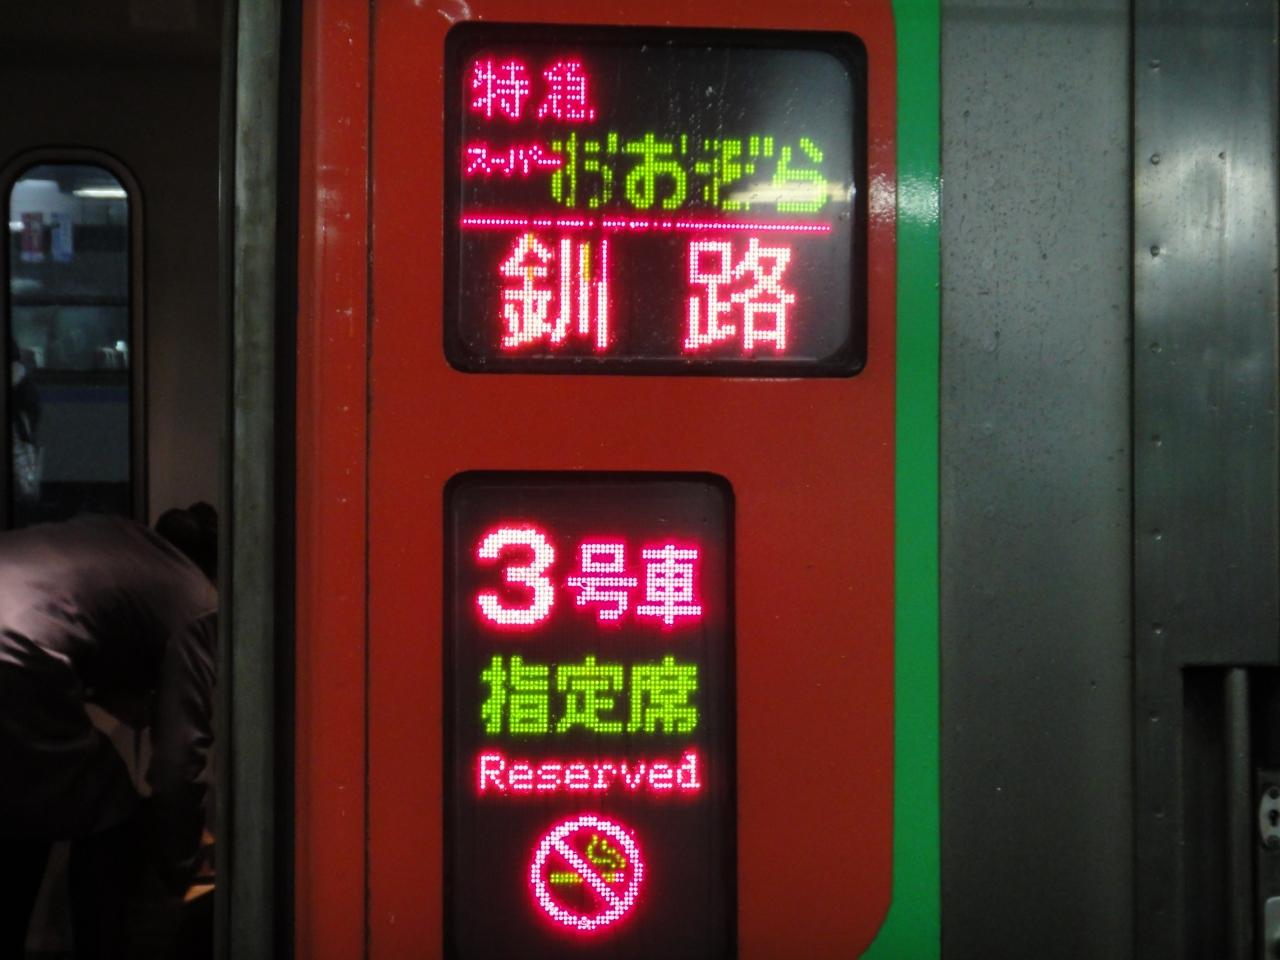 特急
スーパーおおぞら
釧路
3号車
指定席
Reserved